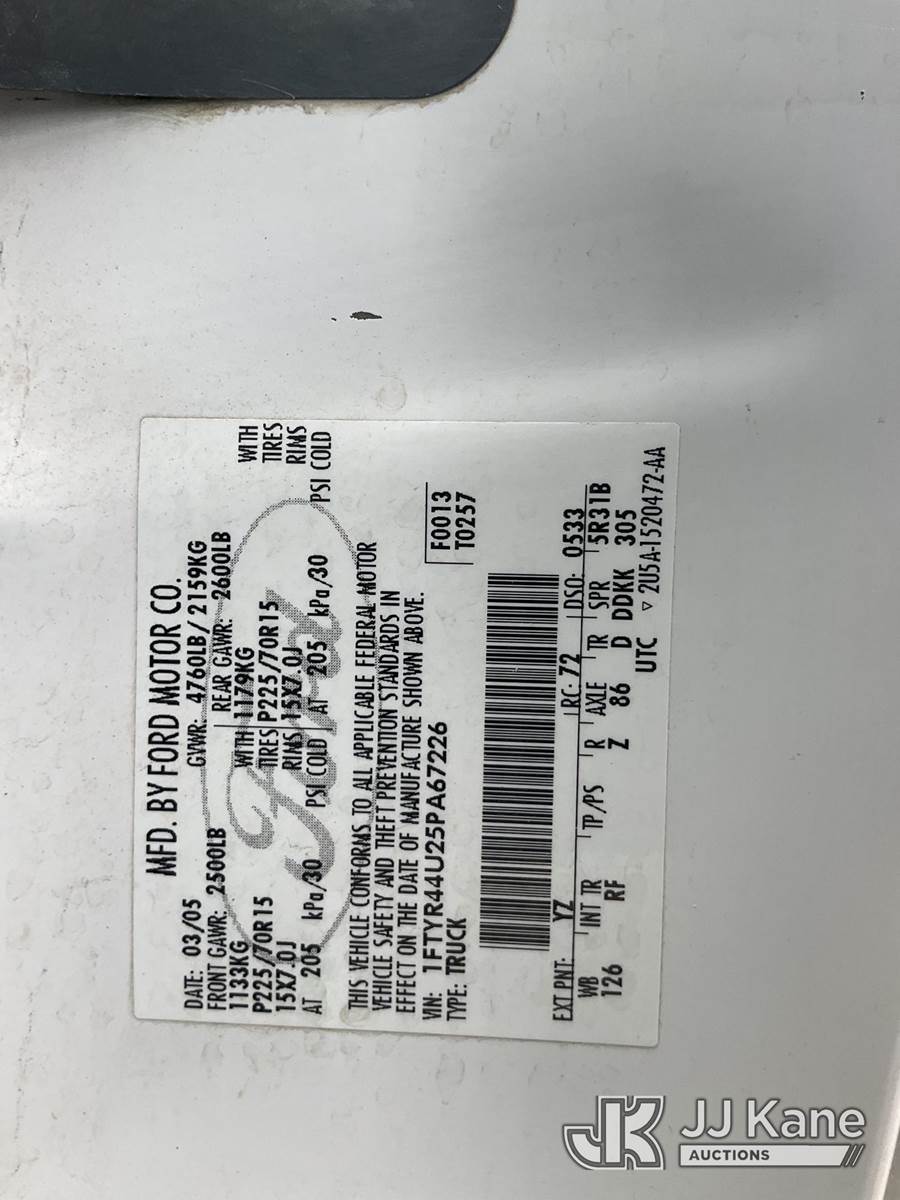 MFD. BY FORD MOTOR CO.
DATE: 03/05 GVWR: 4760LB / 2159KG
FRONT GAWR: 2500LB REAR GAWR: 2600LB
1133KG WITH 1179KG WITH
P225/70R15 TIRES P225/70R15 TIRES
15X7.0J RIMS 15X7.0J RIMS
AT 205 kPa/30 PSI COLD AT 205 kPa/30 PSI COLD
THIS VEHICLE CONFORMS TO ALL APPLICABLE FEDERAL MOTOR
VEHICLE SAFETY AND THEFT PREVENTION STANDARDS IN
EFFECT ON THE DATE OF MANUFACTURE SHOWN ABOVE.
VIN: 1FTYR44U25PA67226 F0013
TYPE: TRUCK T0257
EXT PNT: YZ RC: 72 DSO: 0533
WB INT TR TP/PS R AXLE TR SPR 5R31B
126 RF Z 86 D DDKK 305
UTC ▽ 2U5A-1520472-AA
Ford
JK JJ Kane
AUCTIONS